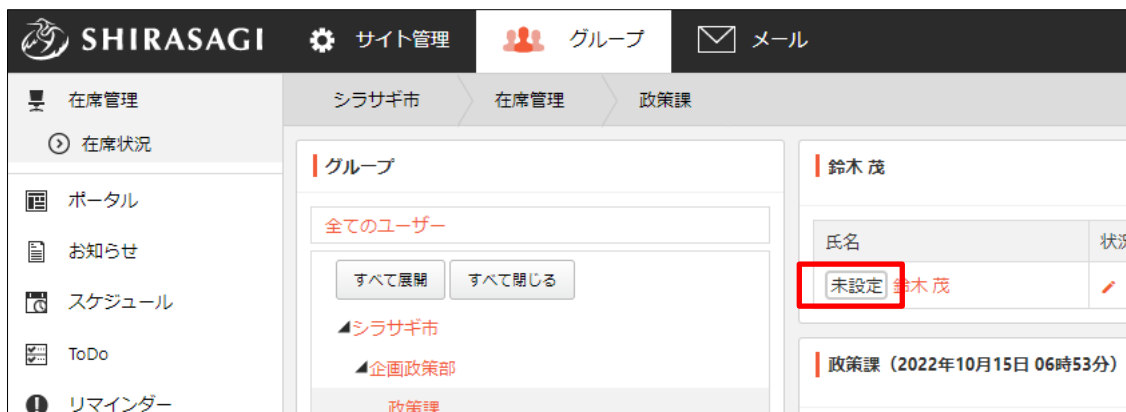 SHIRASAGI
サイト管理
グループ
メール
在席管理
在席状況
ポータル
お知らせ
スケジュール
ToDo
リマインダー
シラサギ市
在席管理
政策課
グループ
全てのユーザー
すべて展開
すべて閉じる
シラサギ市
企画政策部
政策課
鈴木 茂
氏名
状況
未設定 鈴木 茂
政策課（2022年10月15日 06時53分）